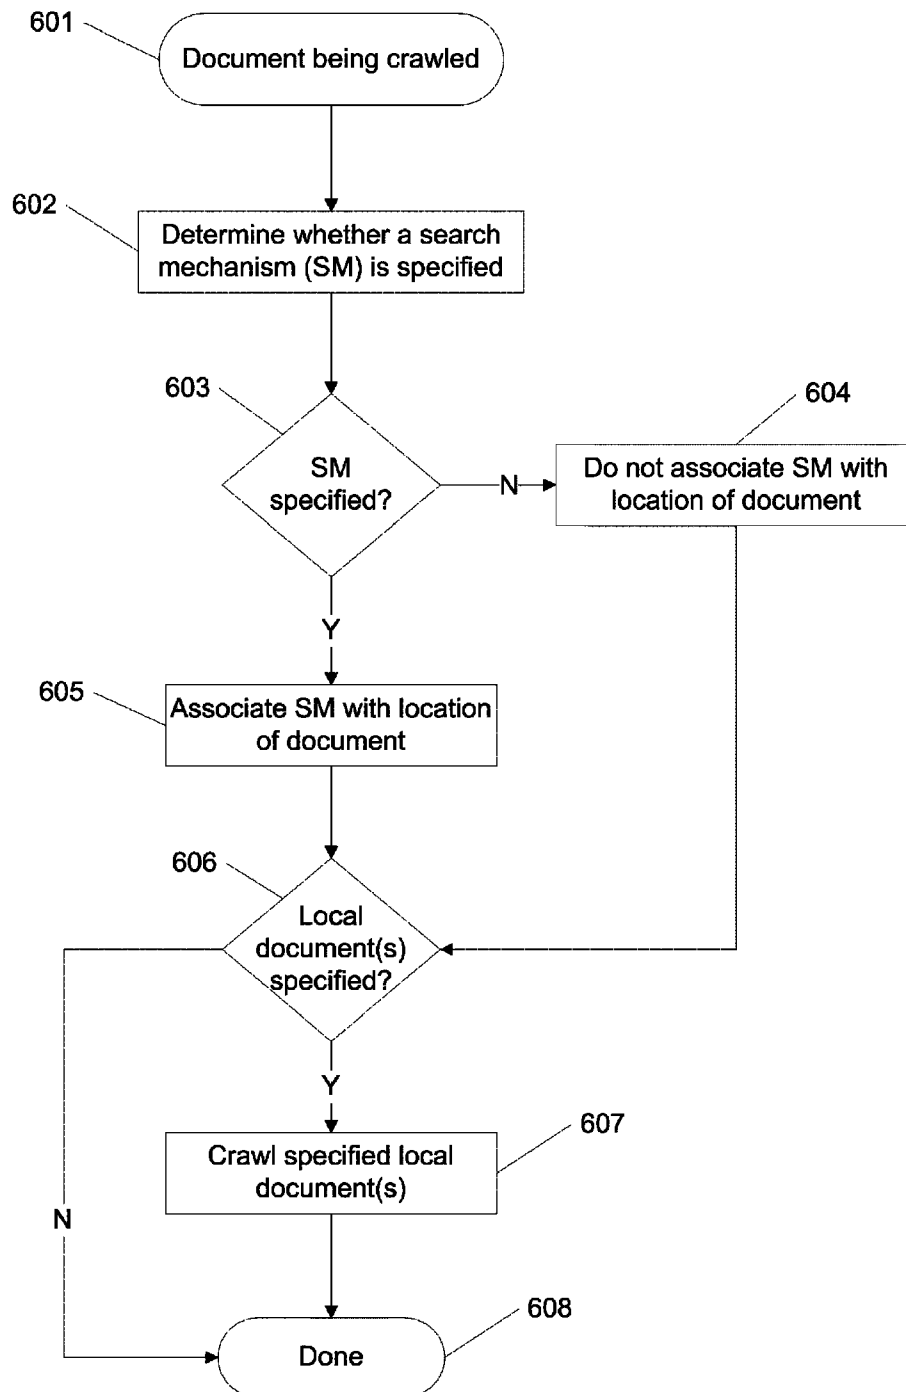 601
Document being crawled
602
Determine whether a search
mechanism (SM) is specified
603
604
SM
specified?
N
Do not associate SM with
location of document
Y
605
Associate SM with location
of document
606
Local
document(s)
specified?
Y
607
Crawl specified local
document(s)
N
608
Done